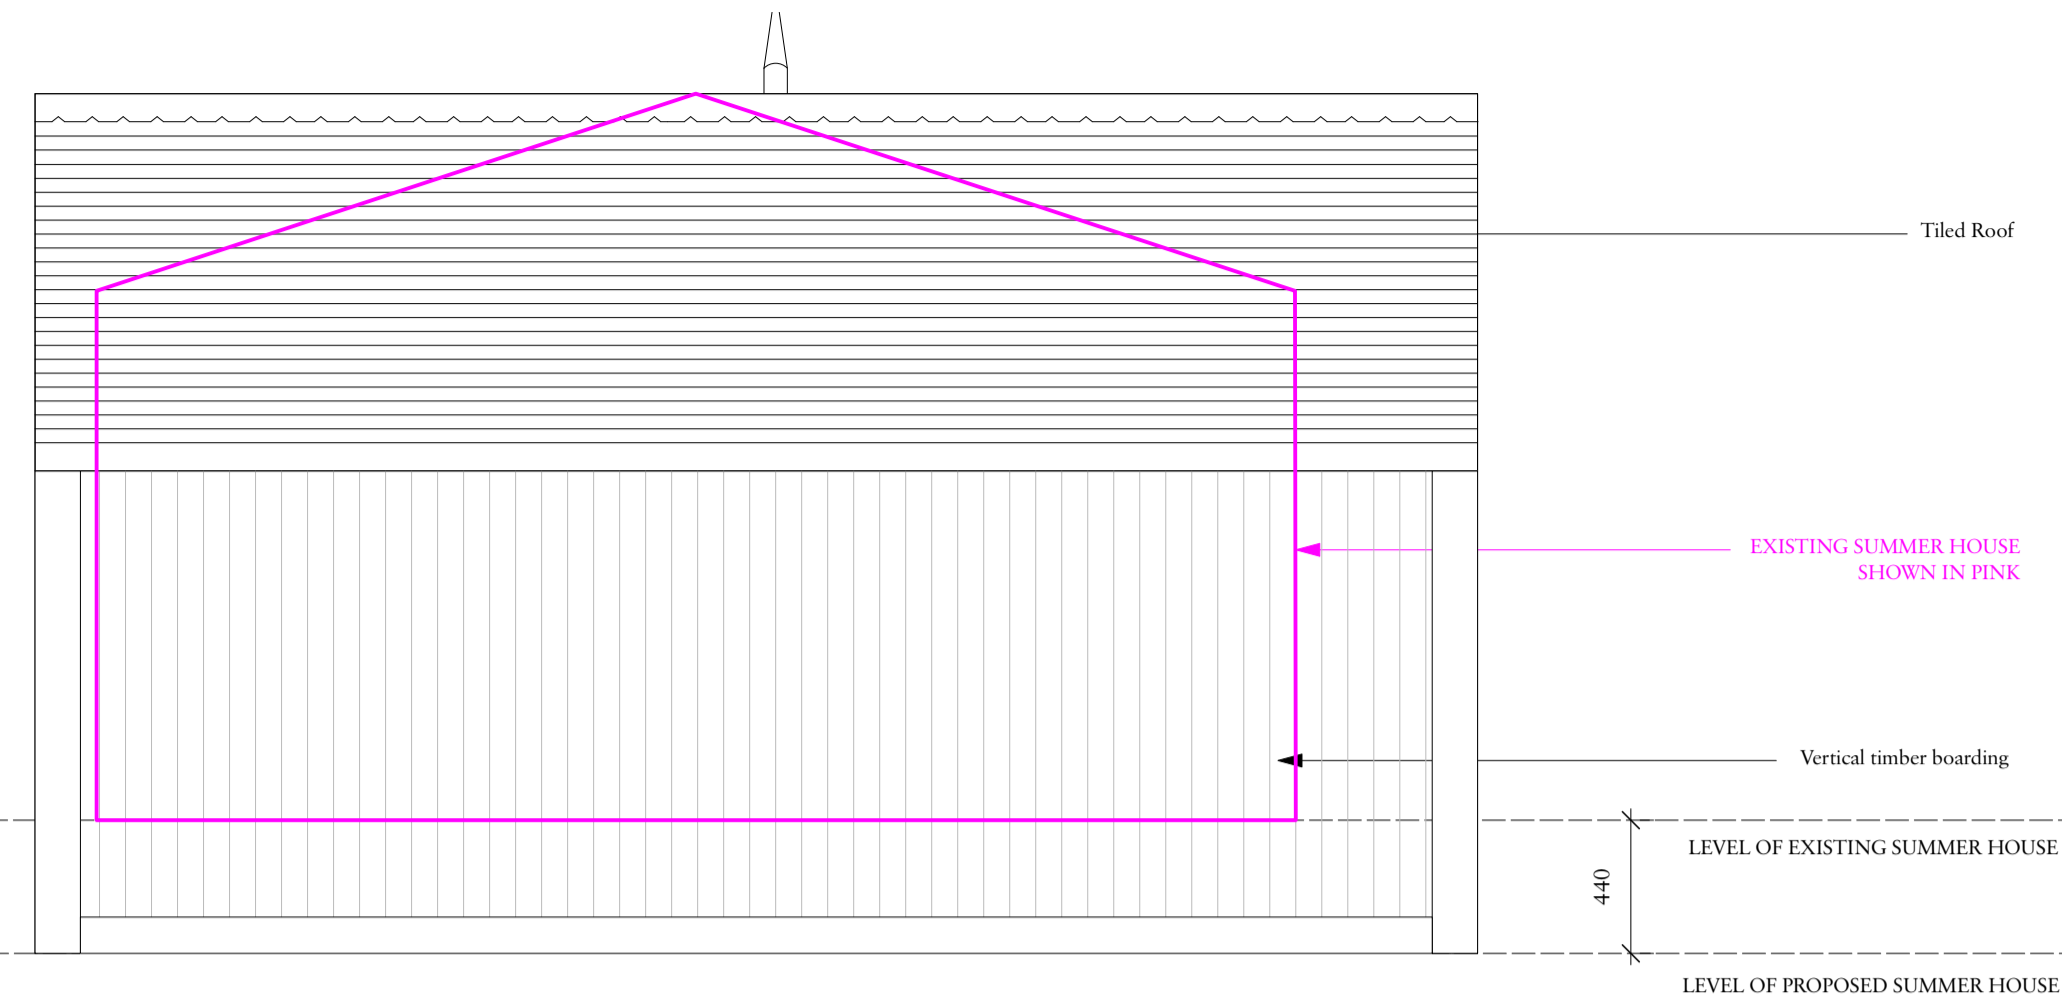 Tiled Roof
EXISTING SUMMER HOUSE
SHOWN IN PINK
Vertical timber boarding
LEVEL OF EXISTING SUMMER HOUSE
440
LEVEL OF PROPOSED SUMMER HOUSE